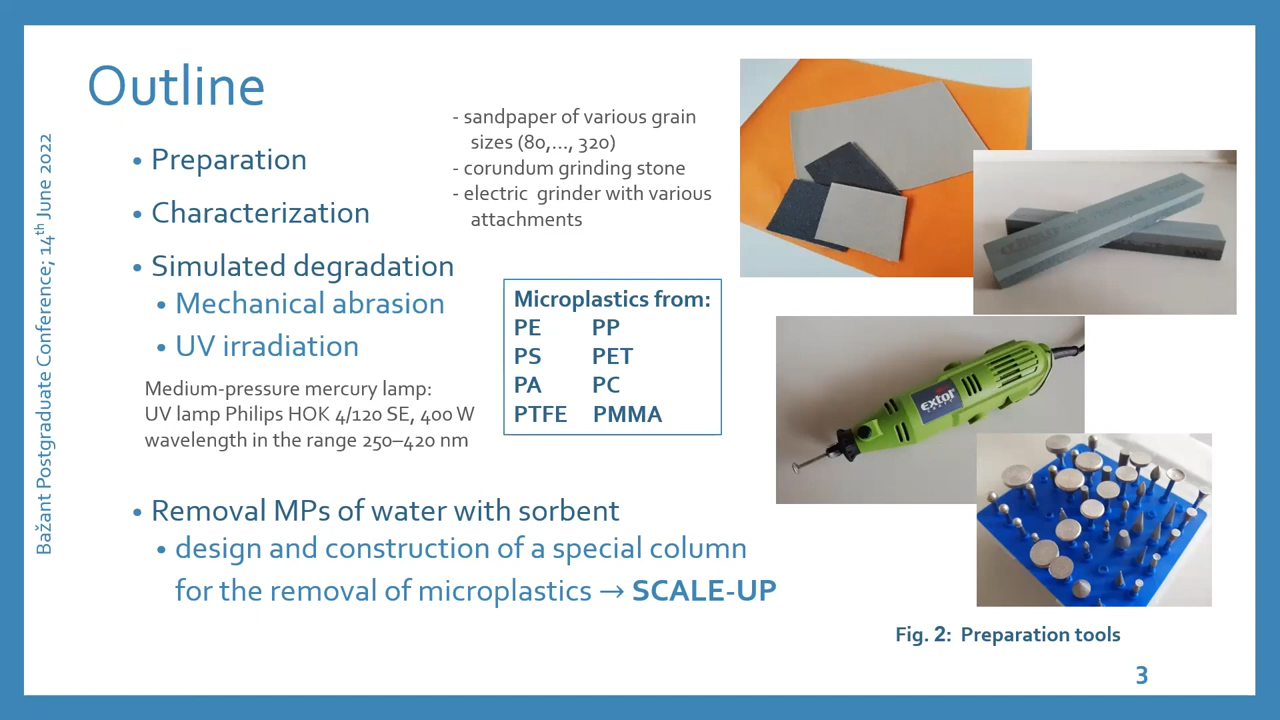 Outline
• Preparation
• Characterization
• Simulated degradation
• Mechanical abrasion
• UV irradiation
Medium-pressure mercury lamp:
UV lamp Philips HOK 4/120 SE, 400 W
wavelength in the range 250–420 nm
- sandpaper of various grain
sizes (80,..., 320)
- corundum grinding stone
- electric grinder with various
attachments
Microplastics from:
PE PP
PS PET
PA PC
PTFE PMMA
• Removal MPs of water with sorbent
• design and construction of a special column
for the removal of microplastics → SCALE-UP
extol
Fig. 2: Preparation tools
3
Bažant Postgraduate Conference; 14th June 2022